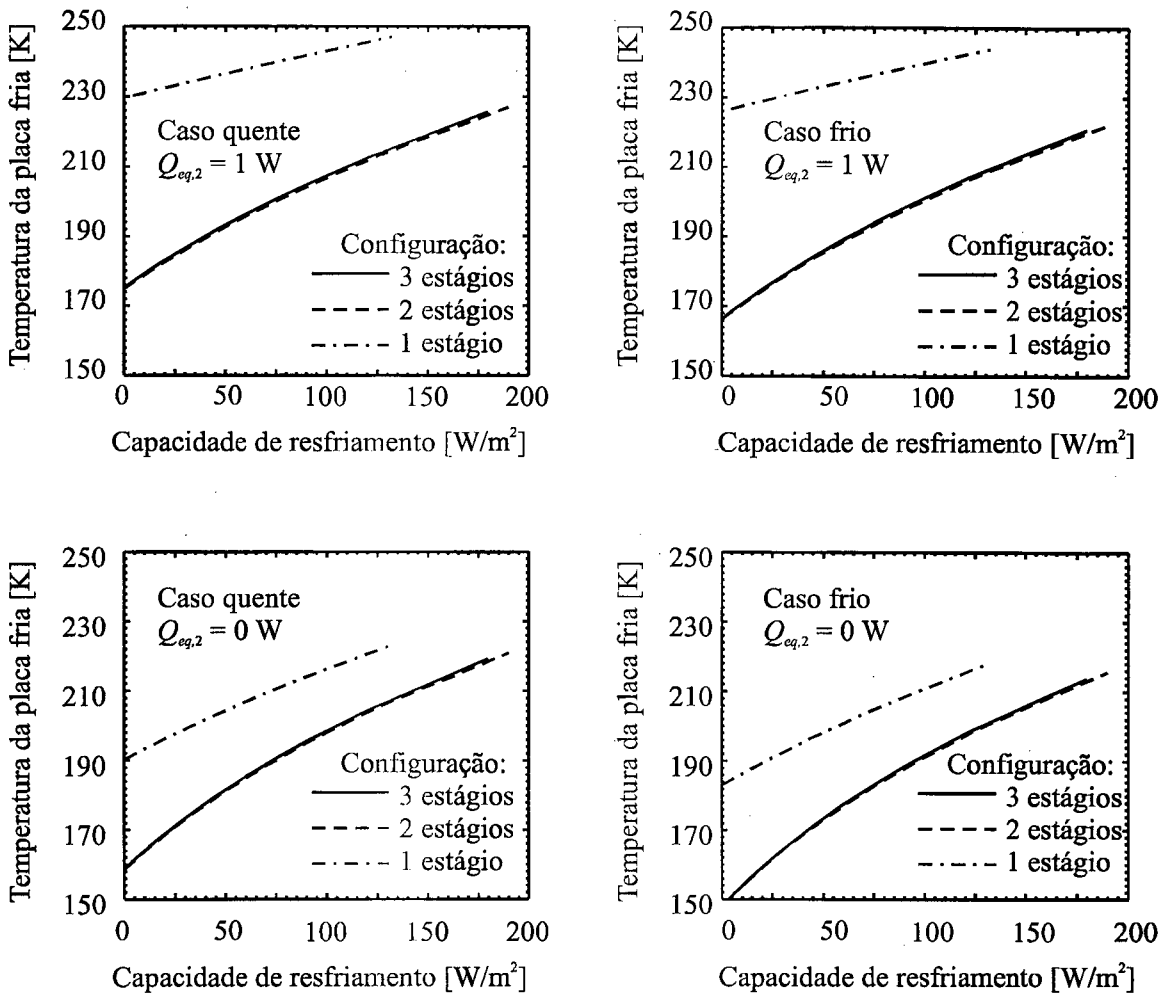 Temperatura da placa fria [K]
250
230
210
190
170
150
Caso quente
Q_eq,2 = 1 W
Configuração:
3 estágios
2 estágios
1 estágio
0 50 100 150 200
Capacidade de resfriamento [W/m²]
Temperatura da placa fria [K]
250
230
210
190
170
150
Caso frio
Q_eq,2 = 1 W
Configuração:
3 estágios
2 estágios
1 estágio
0 50 100 150 200
Capacidade de resfriamento [W/m²]
Temperatura da placa fria [K]
250
230
210
190
170
150
Caso quente
Q_eq,2 = 0 W
Configuração:
3 estágios
2 estágios
1 estágio
0 50 100 150 200
Capacidade de resfriamento [W/m²]
Temperatura da placa fria [K]
250
230
210
190
170
150
Caso frio
Q_eq,2 = 0 W
Configuração:
3 estágios
2 estágios
1 estágio
0 50 100 150 200
Capacidade de resfriamento [W/m²]